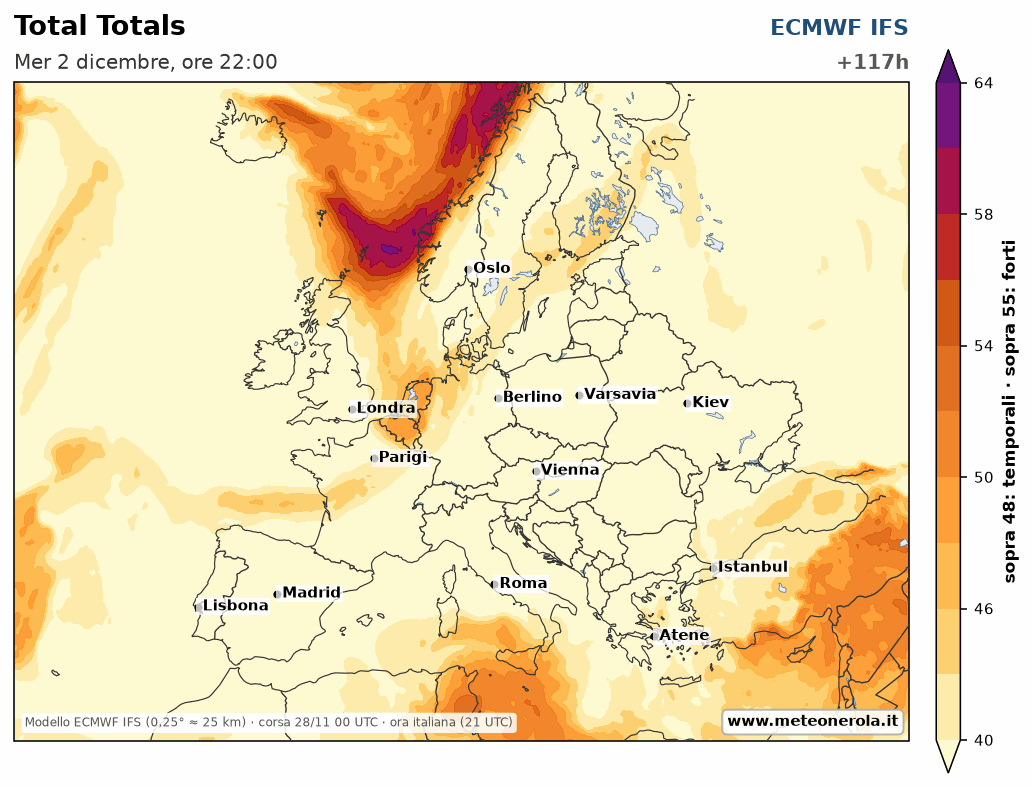 Total Totals
ECMWF IFS
Mer 2 dicembre, ore 22:00
+117h
64
58
54
50
46
40
sopra 48: temporali · sopra 55: forti
Oslo
Berlino
Varsavia
Kiev
Londra
Parigi
Vienna
Istanbul
Roma
Madrid
Lisbona
Atene
Modello ECMWF IFS (0,25° ≈ 25 km) · corsa 28/11 00 UTC · ora italiana (21 UTC)
www.meteonerola.it